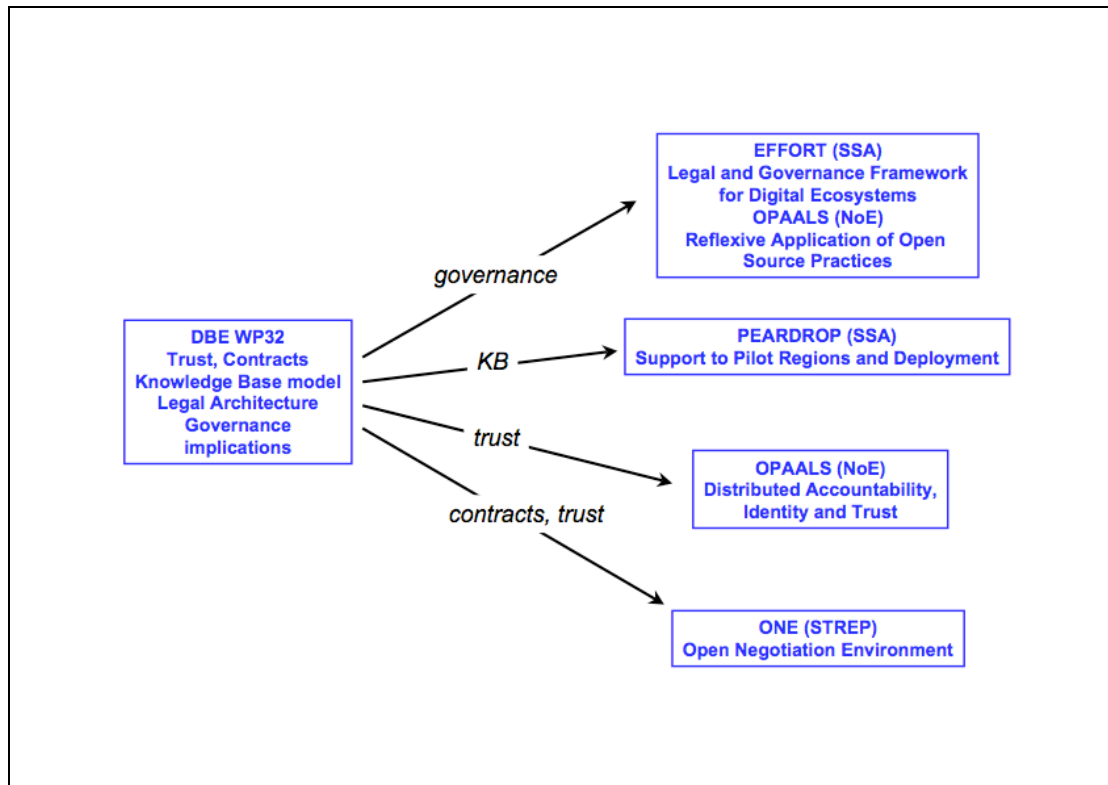 EFFORT (SSA)
Legal and Governance Framework
for Digital Ecosystems
OPAALS (NoE)
Reflexive Application of Open
Source Practices
governance
DBE WP32
Trust, Contracts
Knowledge Base model
Legal Architecture
Governance
implications
KB
PEARDROP (SSA)
Support to Pilot Regions and Deployment
trust
OPAALS (NoE)
Distributed Accountability,
Identity and Trust
contracts, trust
ONE (STREP)
Open Negotiation Environment